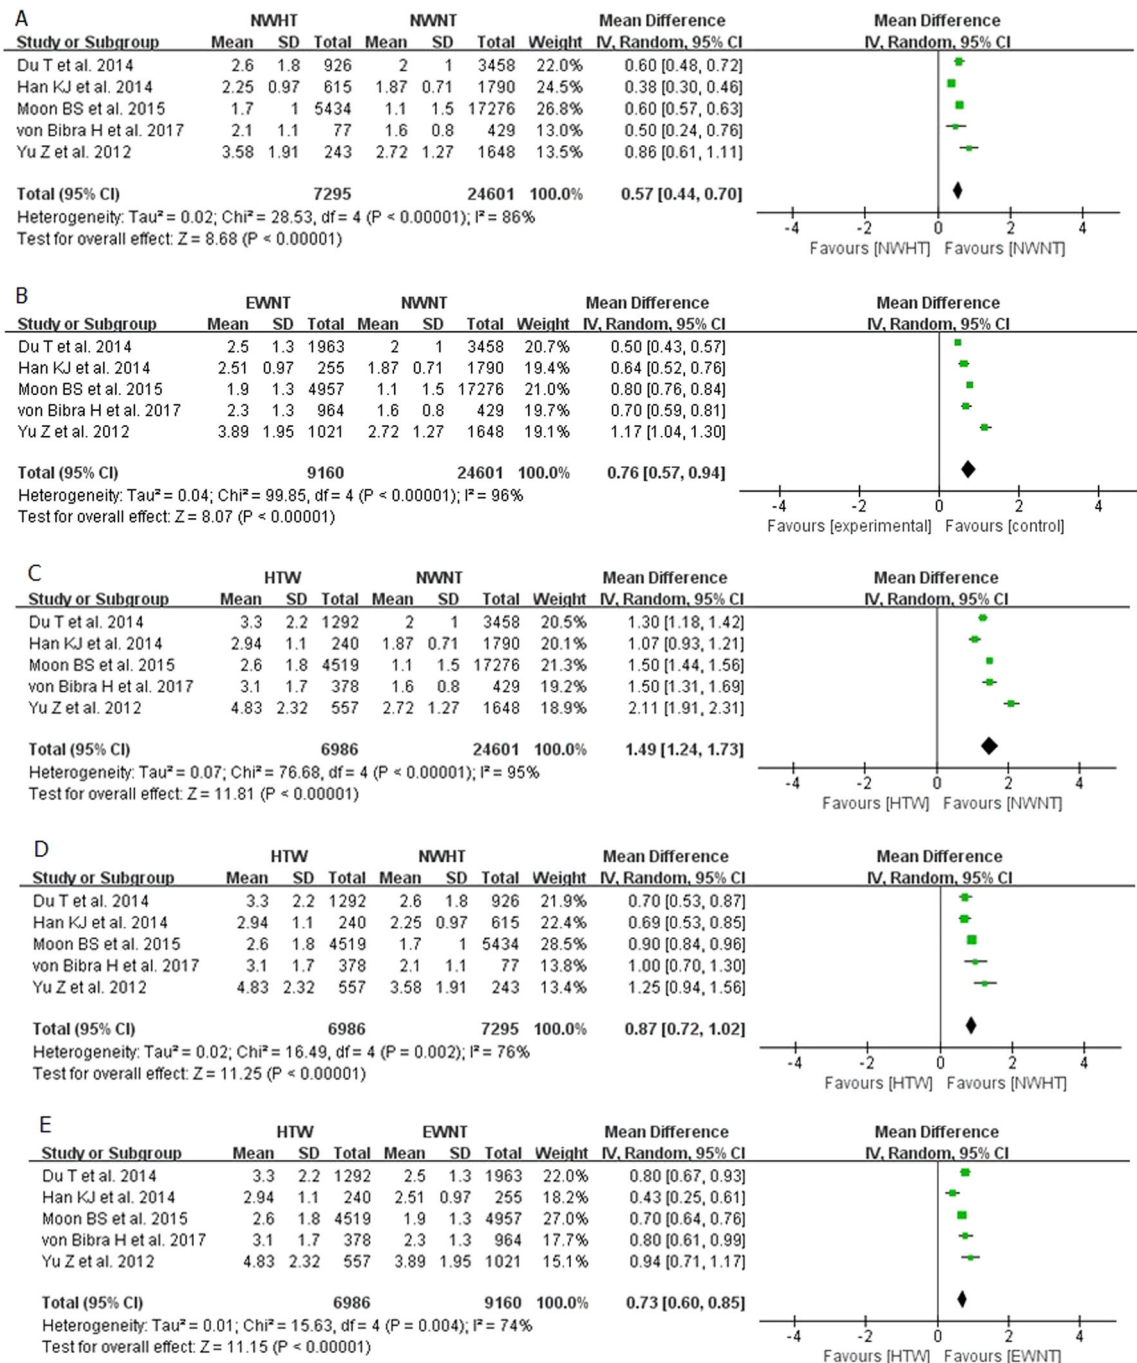 A
NWHT NWNT Mean Difference Mean Difference
Study or Subgroup Mean SD Total Mean SD Total Weight IV, Random, 95% CI IV, Random, 95% CI
Du T et al. 2014 2.6 1.8 926 2 1 3458 22.0% 0.60 [0.48, 0.72]
Han KJ et al. 2014 2.25 0.97 615 1.87 0.71 1790 24.5% 0.38 [0.30, 0.46]
Moon BS et al. 2015 1.7 1 5434 1.1 1.5 17276 26.8% 0.60 [0.57, 0.63]
von Bibra H et al. 2017 2.1 1.1 77 1.6 0.8 429 13.0% 0.50 [0.24, 0.76]
Yu Z et al. 2012 3.58 1.91 243 2.72 1.27 1648 13.5% 0.86 [0.61, 1.11]
Total (95% CI) 7295 24601 100.0% 0.57 [0.44, 0.70]
Heterogeneity: Tau² = 0.02; Chi² = 28.53, df = 4 (P < 0.00001); I² = 86%
Test for overall effect: Z = 8.68 (P < 0.00001)
-4 -2 0 2 4
Favours [NWHT] Favours [NWNT]
B
EWNT NWNT Mean Difference Mean Difference
Study or Subgroup Mean SD Total Mean SD Total Weight IV, Random, 95% CI IV, Random, 95% CI
Du T et al. 2014 2.5 1.3 1963 2 1 3458 20.7% 0.50 [0.43, 0.57]
Han KJ et al. 2014 2.51 0.97 255 1.87 0.71 1790 19.4% 0.64 [0.52, 0.76]
Moon BS et al. 2015 1.9 1.3 4957 1.1 1.5 17276 21.0% 0.80 [0.76, 0.84]
von Bibra H et al. 2017 2.3 1.3 964 1.6 0.8 429 19.7% 0.70 [0.59, 0.81]
Yu Z et al. 2012 3.89 1.95 1021 2.72 1.27 1648 19.1% 1.17 [1.04, 1.30]
Total (95% CI) 9160 24601 100.0% 0.76 [0.57, 0.94]
Heterogeneity: Tau² = 0.04; Chi² = 99.85, df = 4 (P < 0.00001); I² = 96%
Test for overall effect: Z = 8.07 (P < 0.00001)
-4 -2 0 2 4
Favours [experimental] Favours [control]
C
HTW NWNT Mean Difference Mean Difference
Study or Subgroup Mean SD Total Mean SD Total Weight IV, Random, 95% CI IV, Random, 95% CI
Du T et al. 2014 3.3 2.2 1292 2 1 3458 20.5% 1.30 [1.18, 1.42]
Han KJ et al. 2014 2.94 1.1 240 1.87 0.71 1790 20.1% 1.07 [0.93, 1.21]
Moon BS et al. 2015 2.6 1.8 4519 1.1 1.5 17276 21.3% 1.50 [1.44, 1.56]
von Bibra H et al. 2017 3.1 1.7 378 1.6 0.8 429 19.2% 1.50 [1.31, 1.69]
Yu Z et al. 2012 4.83 2.32 557 2.72 1.27 1648 18.9% 2.11 [1.91, 2.31]
Total (95% CI) 6986 24601 100.0% 1.49 [1.24, 1.73]
Heterogeneity: Tau² = 0.07; Chi² = 76.68, df = 4 (P < 0.00001); I² = 95%
Test for overall effect: Z = 11.81 (P < 0.00001)
-4 -2 0 2 4
Favours [HTW] Favours [NWNT]
D
HTW NWHT Mean Difference Mean Difference
Study or Subgroup Mean SD Total Mean SD Total Weight IV, Random, 95% CI IV, Random, 95% CI
Du T et al. 2014 3.3 2.2 1292 2.6 1.8 926 21.9% 0.70 [0.53, 0.87]
Han KJ et al. 2014 2.94 1.1 240 2.25 0.97 615 22.4% 0.69 [0.53, 0.85]
Moon BS et al. 2015 2.6 1.8 4519 1.7 1 5434 28.5% 0.90 [0.84, 0.96]
von Bibra H et al. 2017 3.1 1.7 378 2.1 1.1 77 13.8% 1.00 [0.70, 1.30]
Yu Z et al. 2012 4.83 2.32 557 3.58 1.91 243 13.4% 1.25 [0.94, 1.56]
Total (95% CI) 6986 7295 100.0% 0.87 [0.72, 1.02]
Heterogeneity: Tau² = 0.02; Chi² = 16.49, df = 4 (P = 0.002); I² = 76%
Test for overall effect: Z = 11.25 (P < 0.00001)
-4 -2 0 2 4
Favours [HTW] Favours [NWHT]
E
HTW EWNT Mean Difference Mean Difference
Study or Subgroup Mean SD Total Mean SD Total Weight IV, Random, 95% CI IV, Random, 95% CI
Du T et al. 2014 3.3 2.2 1292 2.5 1.3 1963 22.0% 0.80 [0.67, 0.93]
Han KJ et al. 2014 2.94 1.1 240 2.51 0.97 255 18.2% 0.43 [0.25, 0.61]
Moon BS et al. 2015 2.6 1.8 4519 1.9 1.3 4957 27.0% 0.70 [0.64, 0.76]
von Bibra H et al. 2017 3.1 1.7 378 2.3 1.3 964 17.7% 0.80 [0.61, 0.99]
Yu Z et al. 2012 4.83 2.32 557 3.89 1.95 1021 15.1% 0.94 [0.71, 1.17]
Total (95% CI) 6986 9160 100.0% 0.73 [0.60, 0.85]
Heterogeneity: Tau² = 0.01; Chi² = 15.63, df = 4 (P = 0.004); I² = 74%
Test for overall effect: Z = 11.15 (P < 0.00001)
-4 -2 0 2 4
Favours [HTW] Favours [EWNT]